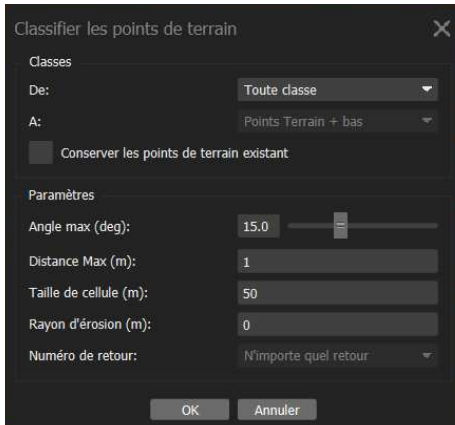 Classifier les points de terrain
Classes
De: Toute classe
A: Points Terrain + bas
Conserver les points de terrain existant
Paramètres
Angle max (deg): 15.0
Distance Max (m): 1
Taille de cellule (m): 50
Rayon d'érosion (m): 0
Numéro de retour: N'importe quel retour
OK Annuler